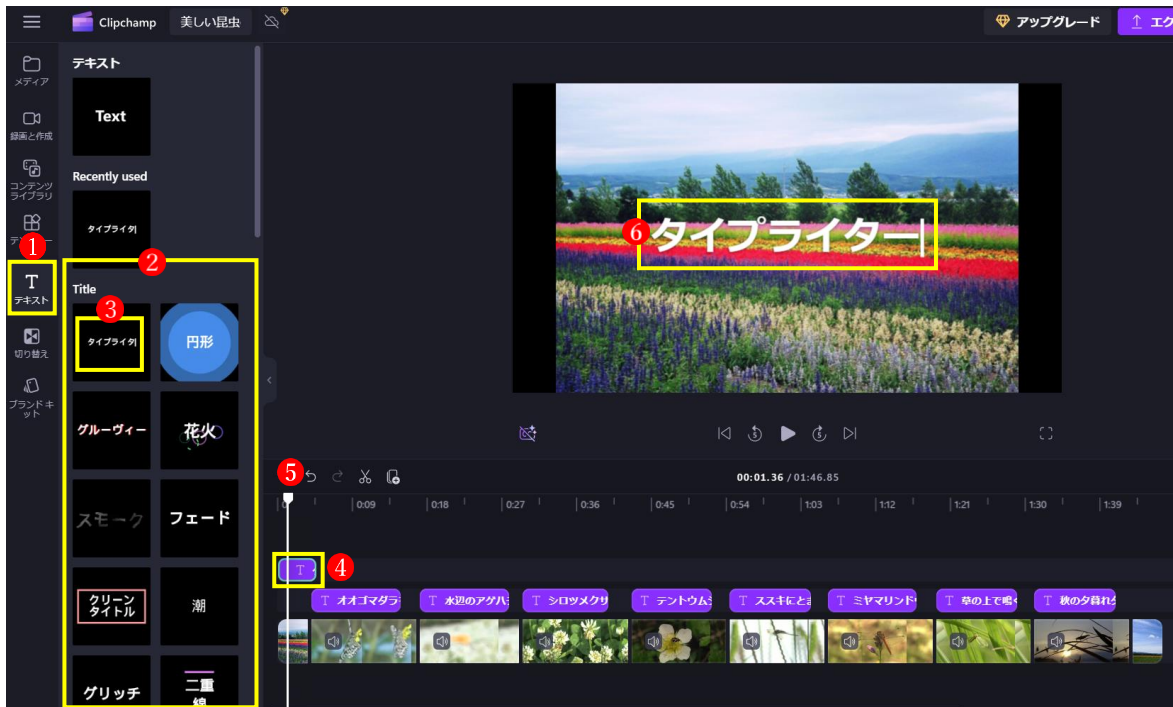 Clipchamp
美しい昆虫
アップグレード
メディア
録画と作成
コンテンツ
ライブラリ
テキスト
切り替え
ブランド キ
ット
テキスト
Text
Recently used
タイプライタ
Title
タイプライタ
円形
グルーヴィー
花火
スモーク
フェード
クリーン
タイトル
潮
グリッチ
二重
線
1
2
3
6
タイプライター
5
00:01.36 / 01:46.85
0:09
0:18
0:27
0:36
0:45
0:54
1:03
1:12
1:21
1:30
1:39
T
4
T オオゴマダラ
T 水辺のアゲハ
T シロツメクサ
T テントウム
T ススキにと
T ミヤマリンド
T 草の上で鳴く
T 秋の夕暮れ